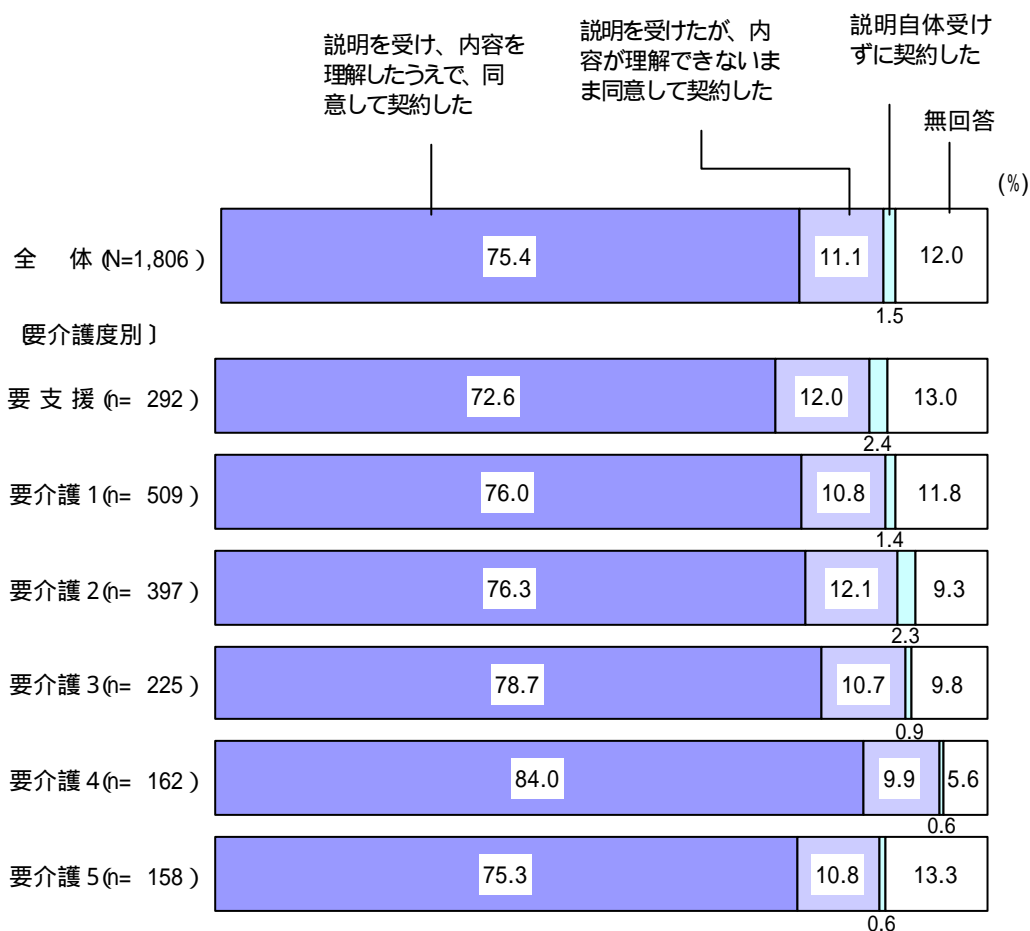 説明を受け、内容を
理解したうえで、同
意して契約した
説明を受けたが、内
容が理解できないま
ま同意して契約した
説明自体受け
ずに契約した
無回答
(%)
全 体(N=1,806)
75.4
11.1
12.0
1.5
〔要介護度別〕
要 支 援(n= 292)
72.6
12.0
13.0
2.4
要介護1(n= 509)
76.0
10.8
11.8
1.4
要介護2(n= 397)
76.3
12.1
9.3
2.3
要介護3(n= 225)
78.7
10.7
9.8
0.9
要介護4(n= 162)
84.0
9.9
5.6
0.6
要介護5(n= 158)
75.3
10.8
13.3
0.6